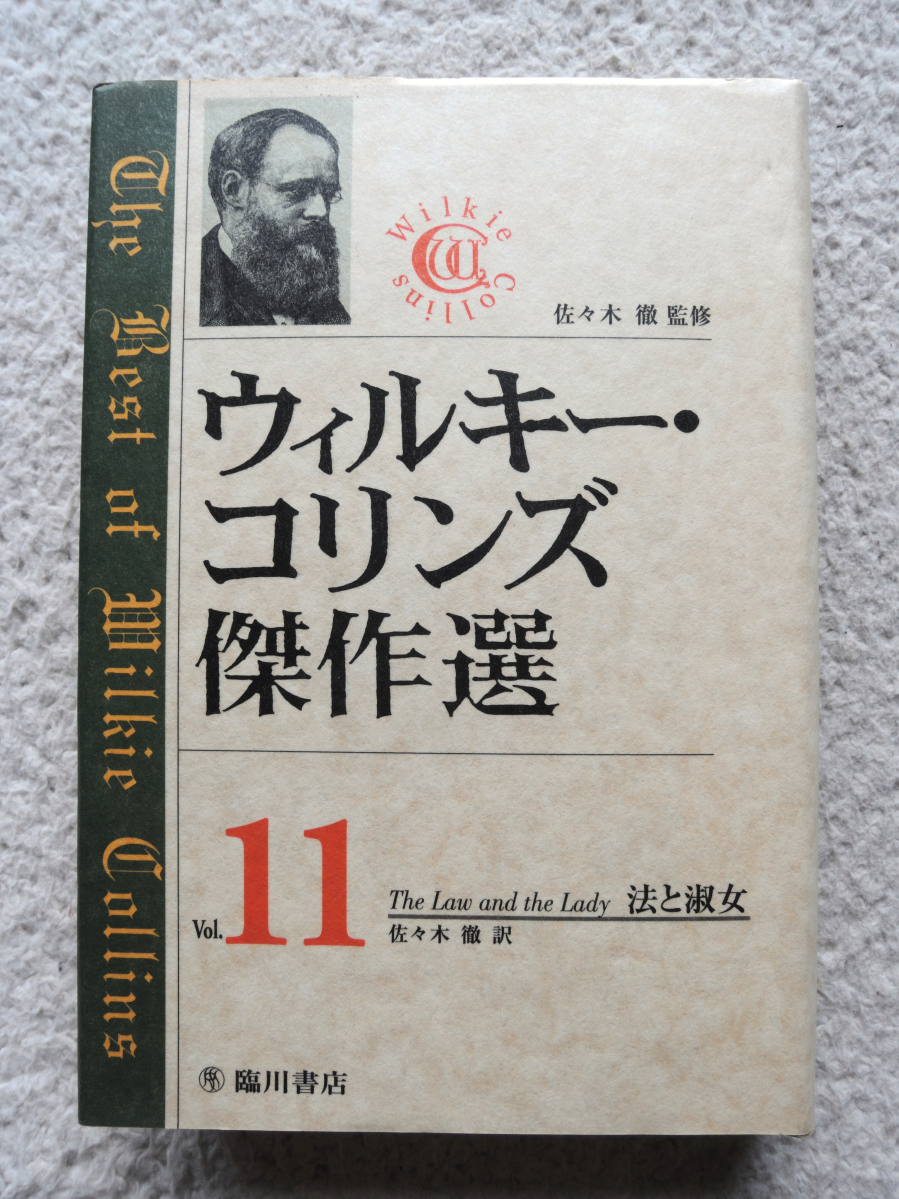 The Best of Wilkie Collins
Wilkie Collins
WC
佐々木 徹 監修
ウィルキー・
コリンズ
傑作選
Vol. 11
The Law and the Lady 法と淑女
佐々木 徹 訳
臨川書店